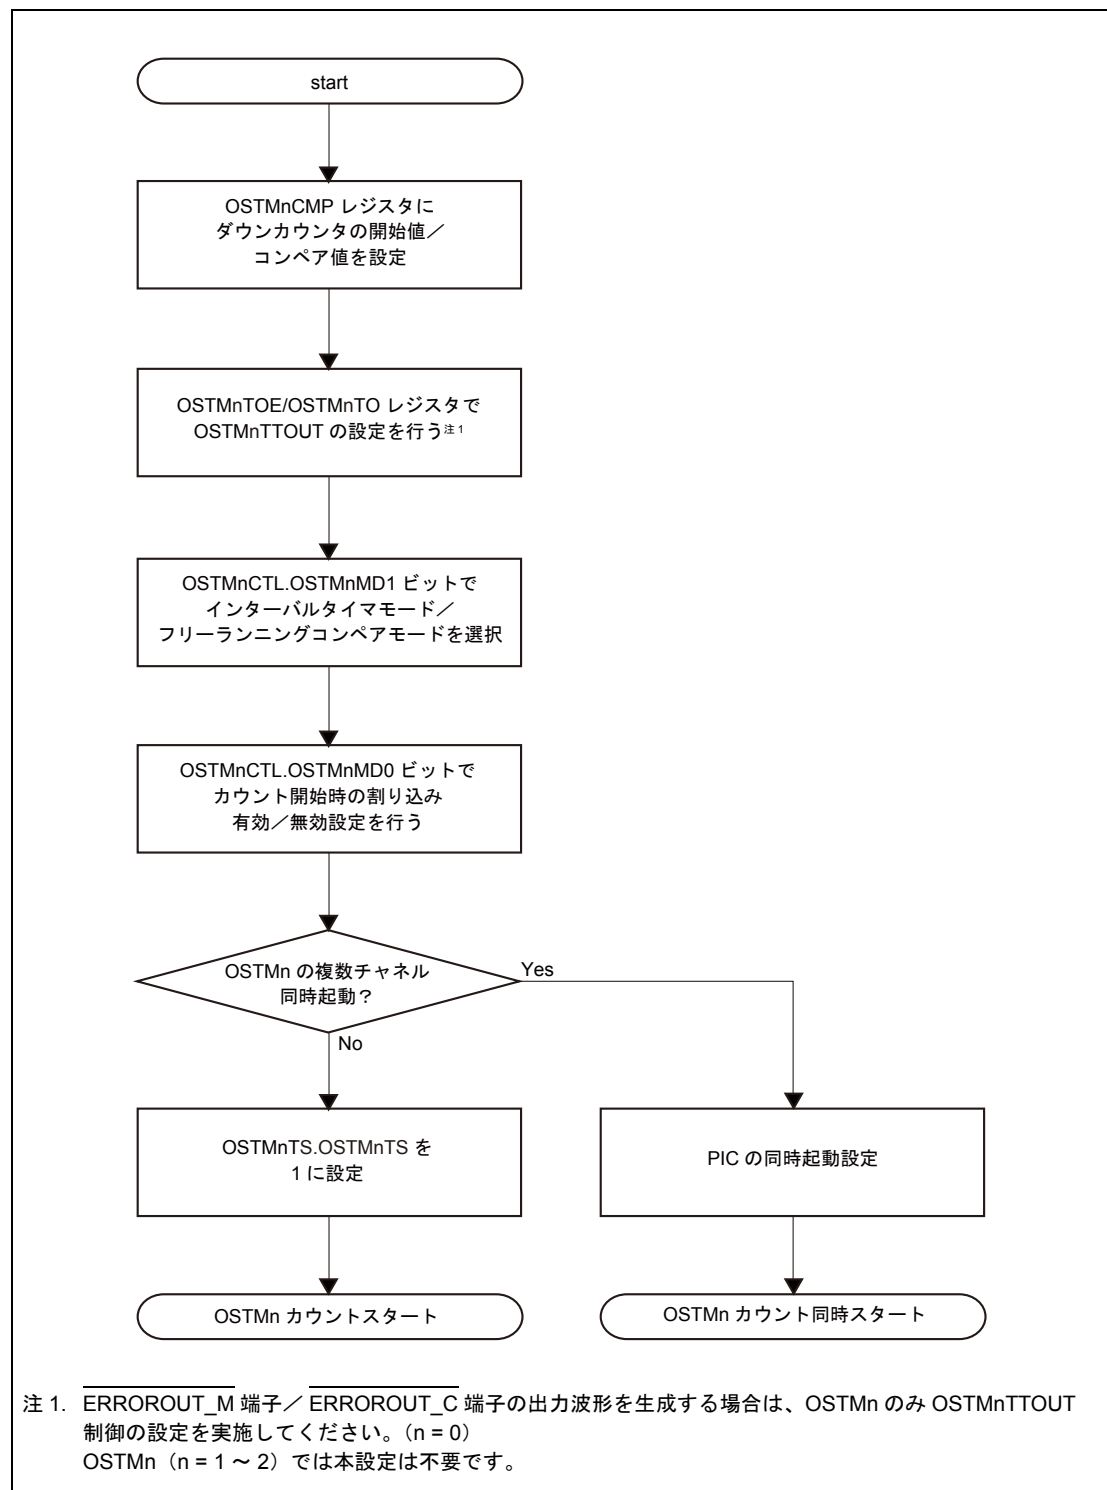 start
OSTMnCMP レジスタに
ダウンカウンタの開始値／
コンペア値を設定
OSTMnTOE/OSTMnTO レジスタで
OSTMnTTOUT の設定を行う注1
OSTMnCTL.OSTMnMD1 ビットで
インターバルタイマモード／
フリーランニングコンペアモードを選択
OSTMnCTL.OSTMnMD0 ビットで
カウント開始時の割り込み
有効／無効設定を行う
OSTMn の複数チャネル
同時起動？
Yes
No
OSTMnTS.OSTMnTS を
1 に設定
PIC の同時起動設定
OSTMn カウントスタート
OSTMn カウント同時スタート
注 1. ERROROUT_M 端子／ ERROROUT_C 端子の出力波形を生成する場合は、OSTMn のみ OSTMnTTOUT
制御の設定を実施してください。（n = 0）
OSTMn（n = 1 ～ 2）では本設定は不要です。